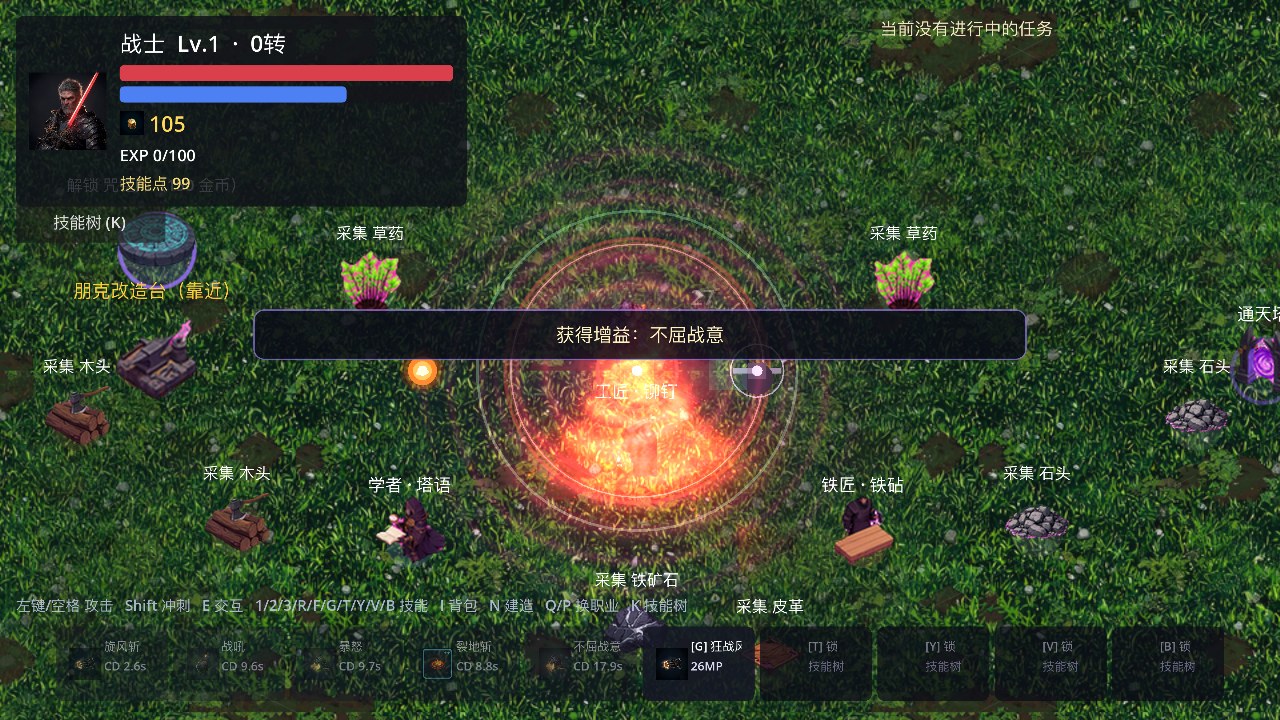 战士 Lv.1 · 0转
当前没有进行中的任务
105
EXP 0/100
技能点 99
解锁 金币)
技能树 (K)
采集 草药
采集 草药
朋克改造台（靠近）
通天塔
获得增益：不屈战意
采集 木头
采集 石头
工匠 · 铆钉
采集 木头
学者 · 塔语
铁匠 · 铁砧
采集 石头
采集 铁矿石
左键/空格 攻击 Shift 冲刺 E 交互 1/2/3/R/F/G/T/Y/V/B 技能 I 背包 N 建造 Q/P 换职业 K 技能树
采集 皮革
旋风斩
CD 2.6s
战吼
CD 9.6s
暴怒
CD 9.7s
裂地斩
CD 8.8s
不屈战意
CD 17.9s
[G] 狂战
26MP
[T] 锁
技能树
[Y] 锁
技能树
[V] 锁
技能树
[B] 锁
技能树